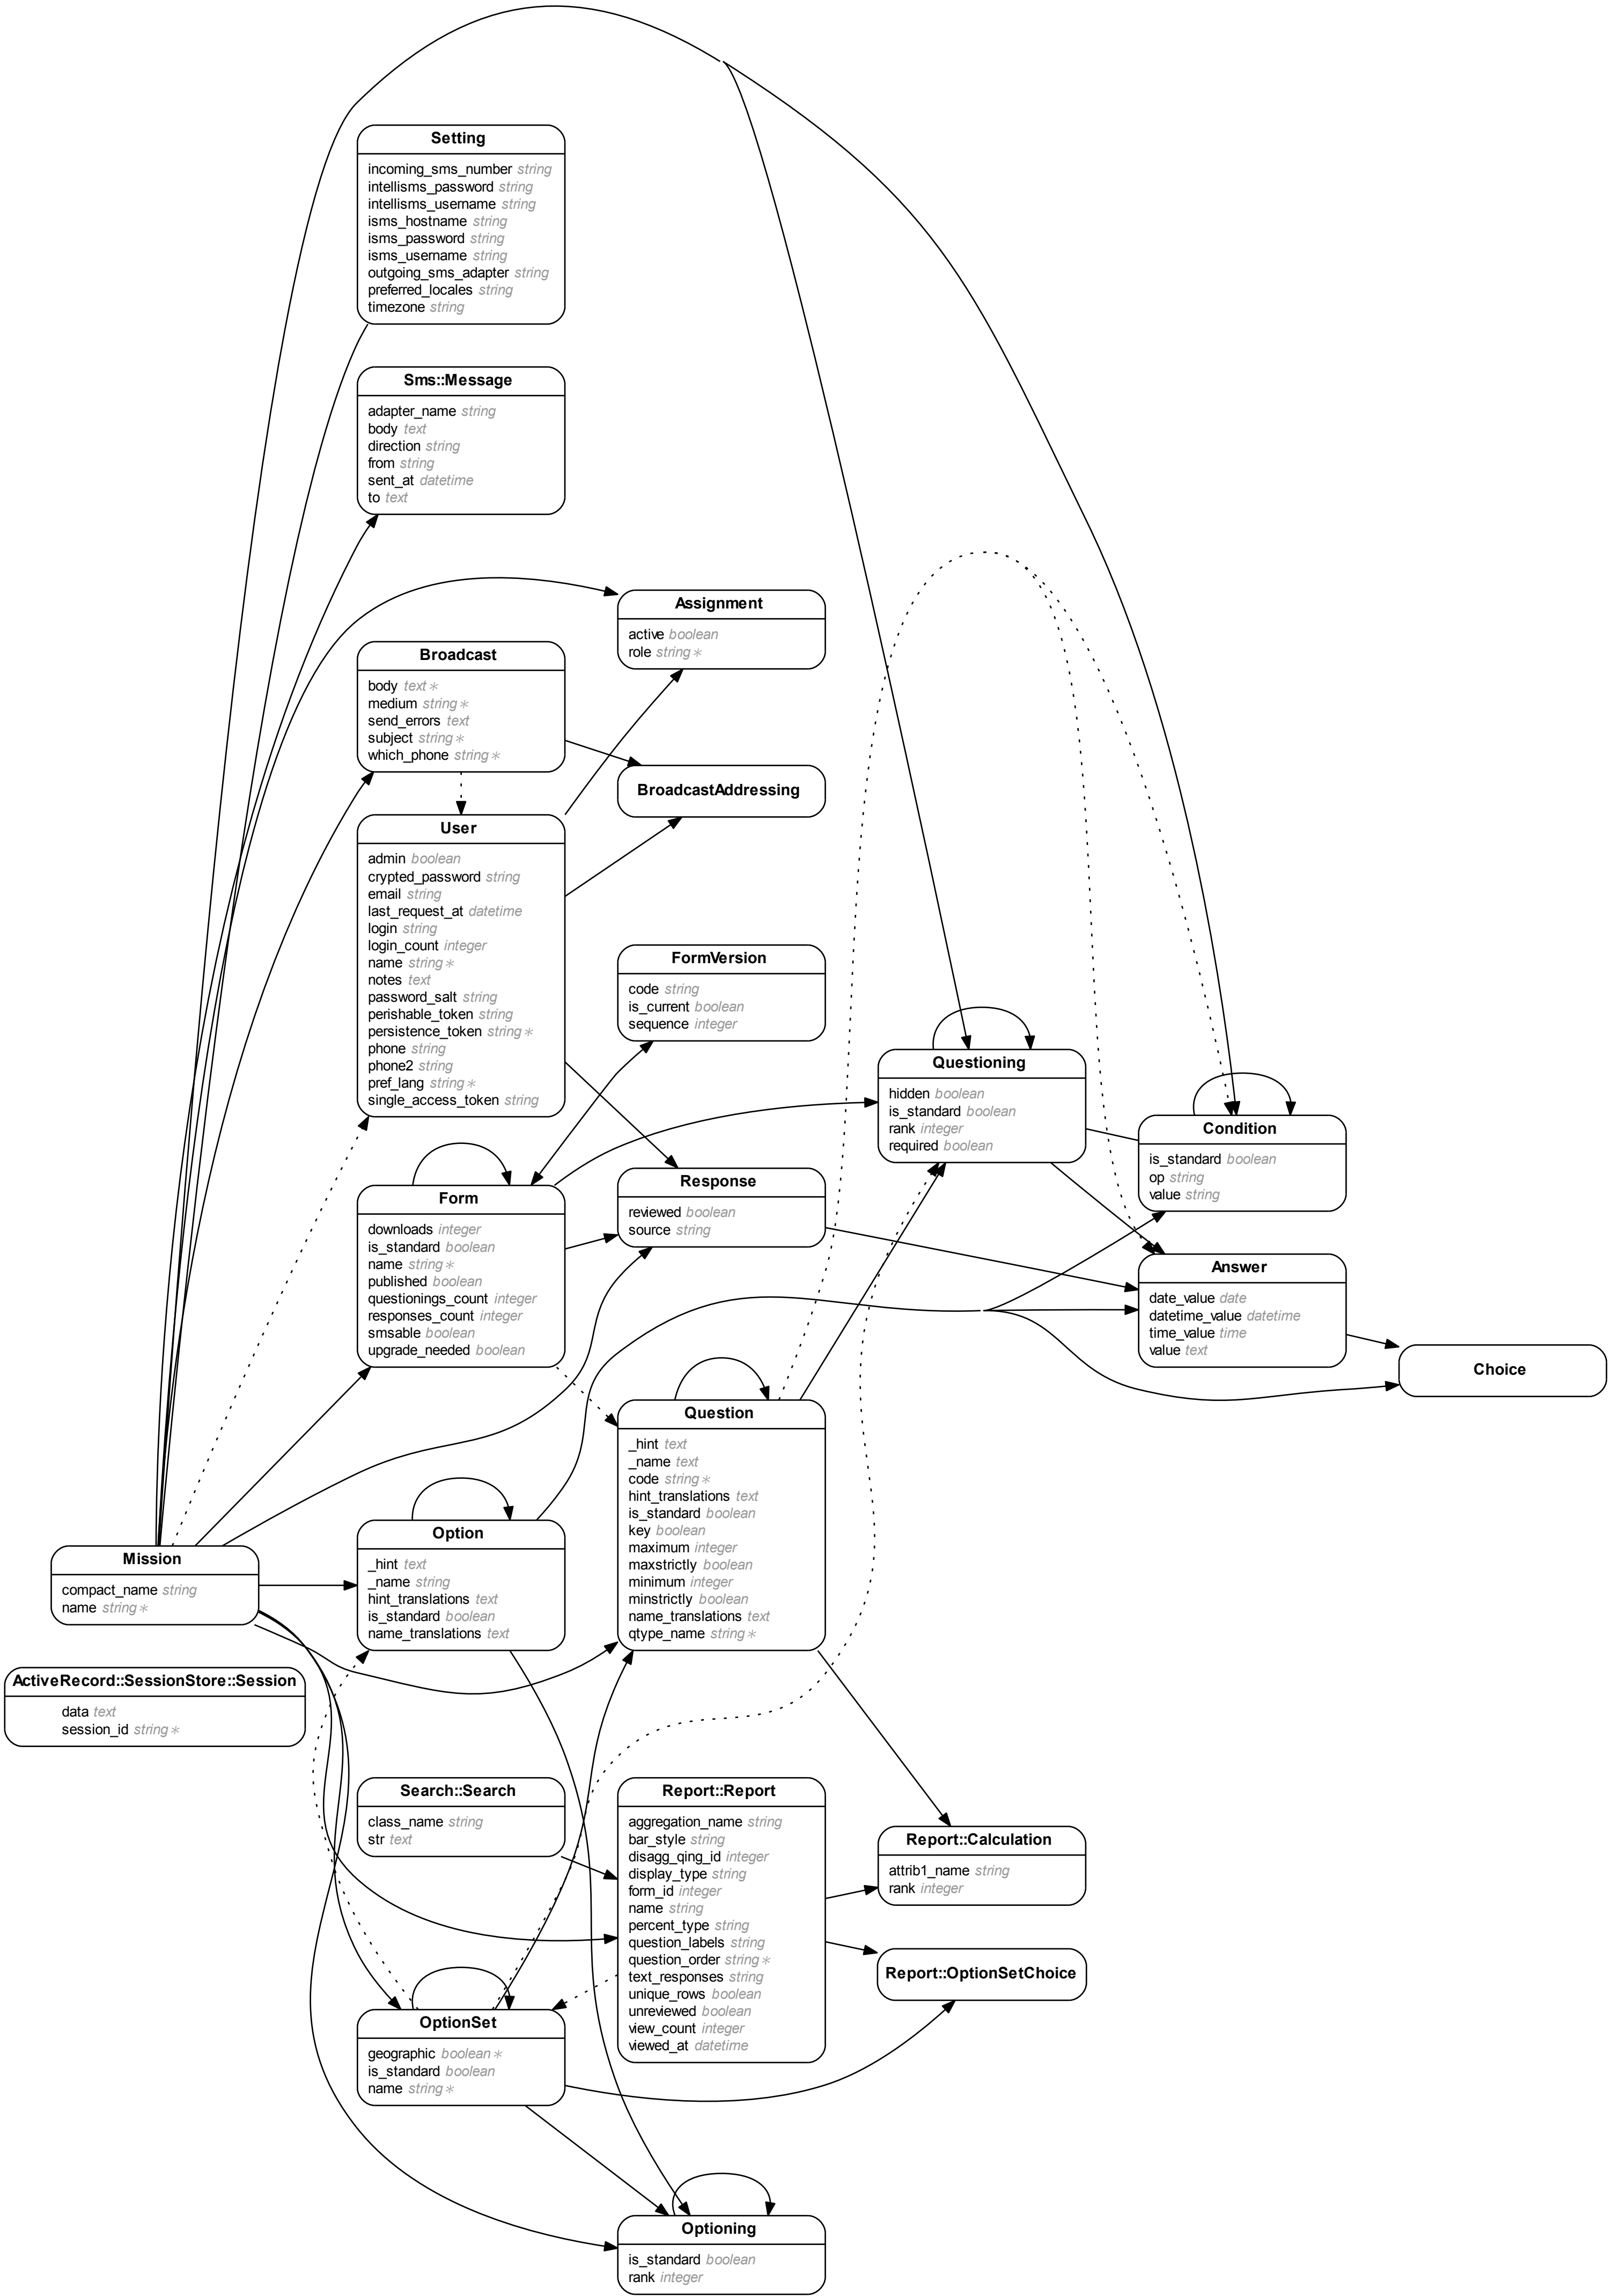 Setting
incoming_sms_number string
intellisms_password string
intellisms_username string
isms_hostname string
isms_password string
isms_username string
outgoing_sms_adapter string
preferred_locales string
timezone string
Sms::Message
adapter_name string
body text
direction string
from string
sent_at datetime
to text
Assignment
active boolean
role string∗
Broadcast
body text∗
medium string∗
send_errors text
subject string∗
which_phone string∗
BroadcastAddressing
User
admin boolean
crypted_password string
email string
last_request_at datetime
login string
login_count integer
name string∗
notes text
password_salt string
perishable_token string
persistence_token string∗
phone string
phone2 string
pref_lang string∗
single_access_token string
FormVersion
code string
is_current boolean
sequence integer
Questioning
hidden boolean
is_standard boolean
rank integer
required boolean
Condition
is_standard boolean
op string
value string
Form
downloads integer
is_standard boolean
name string∗
published boolean
questionings_count integer
responses_count integer
smsable boolean
upgrade_needed boolean
Response
reviewed boolean
source string
Answer
date_value date
datetime_value datetime
time_value time
value text
Choice
Question
_hint text
_name text
code string∗
hint_translations text
is_standard boolean
key boolean
maximum integer
maxstrictly boolean
minimum integer
minstrictly boolean
name_translations text
qtype_name string∗
Option
_hint text
_name string
hint_translations text
is_standard boolean
name_translations text
Mission
compact_name string
name string∗
ActiveRecord::SessionStore::Session
data text
session_id string∗
Search::Search
class_name string
str text
Report::Report
aggregation_name string
bar_style string
disagg_qing_id integer
display_type string
form_id integer
name string
percent_type string
question_labels string
question_order string∗
text_responses string
unique_rows boolean
unreviewed boolean
view_count integer
viewed_at datetime
Report::Calculation
attrib1_name string
rank integer
Report::OptionSetChoice
OptionSet
geographic boolean∗
is_standard boolean
name string∗
Optioning
is_standard boolean
rank integer